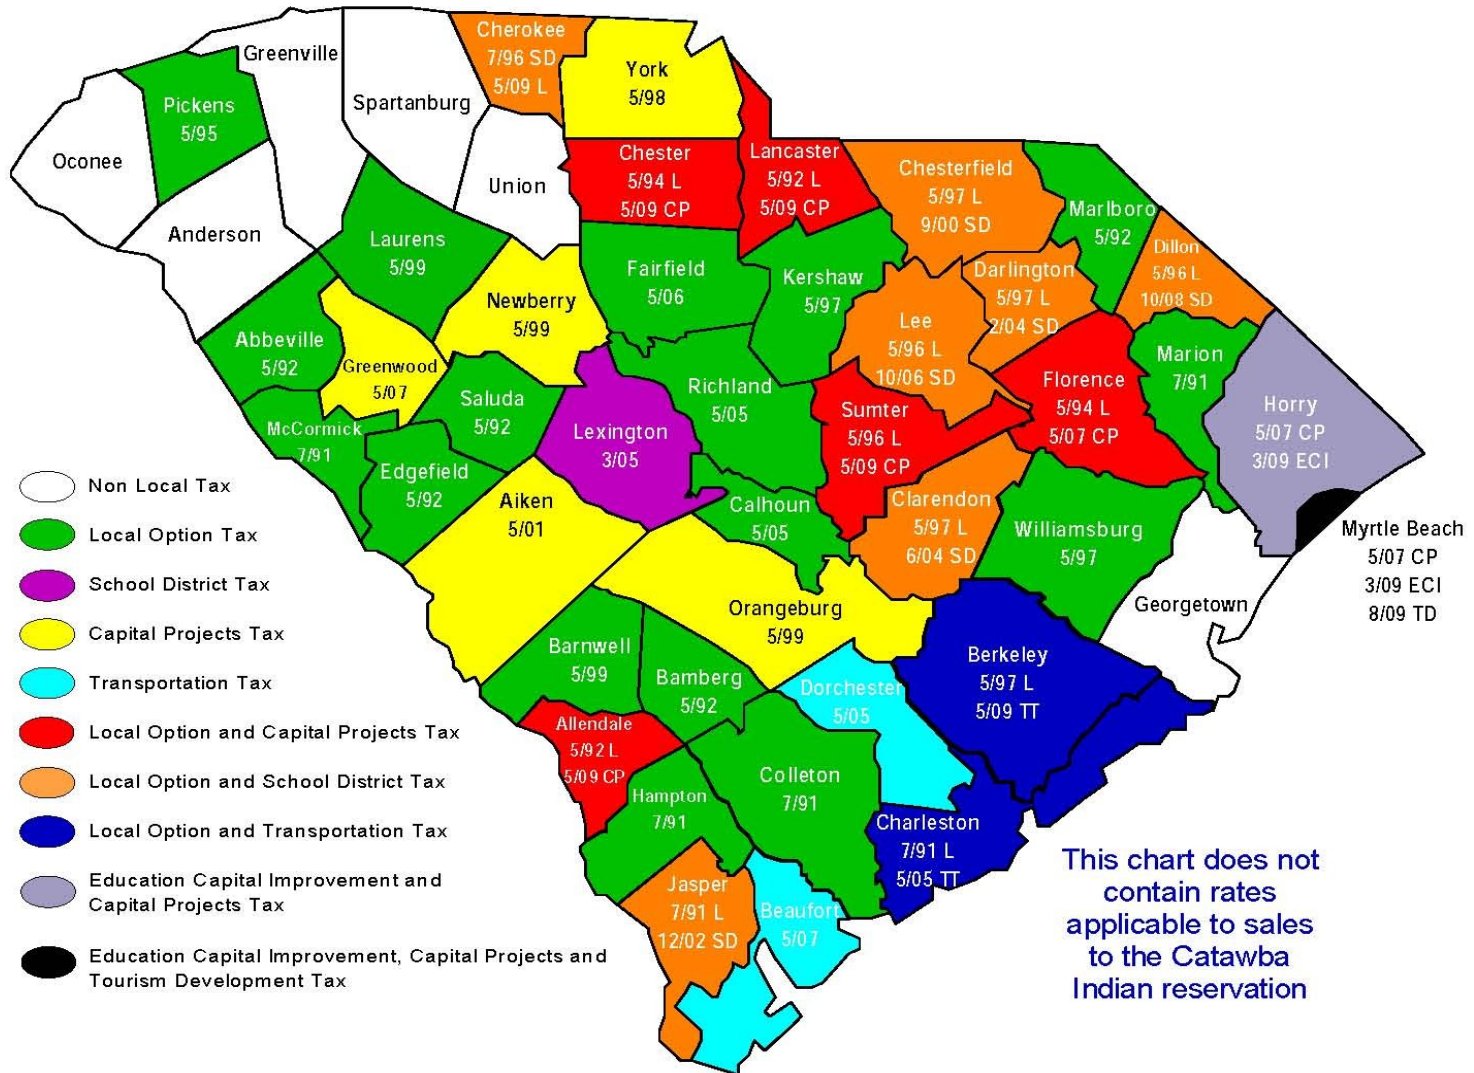 Cherokee
7/96 SD
5/09 L
Greenville
York
5/98
Spartanburg
Pickens
5/95
Oconee
Union
Chester
5/94 L
5/09 CP
Lancaster
5/92 L
5/09 CP
Chesterfield
5/97 L
9/00 SD
Marlboro
5/92
Dillon
5/96 L
10/08 SD
Anderson
Laurens
5/99
Fairfield
5/06
Kershaw
5/97
Darlington
5/97 L
2/04 SD
Newberry
5/99
Lee
5/96 L
10/06 SD
Abbeville
5/92
Greenwood
5/07
Saluda
5/92
Richland
5/05
Sumter
5/96 L
5/09 CP
Florence
5/94 L
5/07 CP
Marion
7/91
Horry
5/07 CP
3/09 ECI
McCormick
7/91
Edgefield
5/92
Lexington
3/05
Aiken
5/01
Calhoun
5/05
Clarendon
5/97 L
6/04 SD
Williamsburg
5/97
Myrtle Beach
5/07 CP
3/09 ECI
8/09 TD
Georgetown
Orangeburg
5/99
Barnwell
5/99
Bamberg
5/92
Dorchester
5/05
Berkeley
5/97 L
5/09 TT
Allendale
5/92 L
5/09 CP
Hampton
7/91
Colleton
7/91
Charleston
7/91 L
5/05 TT
Jasper
7/91 L
12/02 SD
Beaufort
5/07
Non Local Tax
Local Option Tax
School District Tax
Capital Projects Tax
Transportation Tax
Local Option and Capital Projects Tax
Local Option and School District Tax
Local Option and Transportation Tax
Education Capital Improvement and
Capital Projects Tax
Education Capital Improvement, Capital Projects and
Tourism Development Tax
This chart does not
contain rates
applicable to sales
to the Catawba
Indian reservation